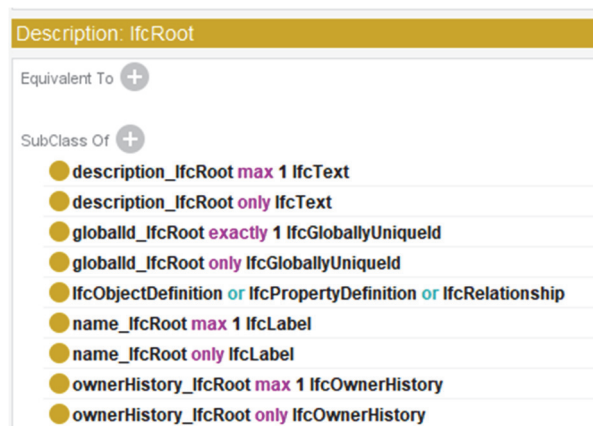 Description: IfcRoot
Equivalent To
SubClass Of
description_IfcRoot max 1 IfcText
description_IfcRoot only IfcText
globalId_IfcRoot exactly 1 IfcGloballyUniqueId
globalId_IfcRoot only IfcGloballyUniqueId
IfcObjectDefinition or IfcPropertyDefinition or IfcRelationship
name_IfcRoot max 1 IfcLabel
name_IfcRoot only IfcLabel
ownerHistory_IfcRoot max 1 IfcOwnerHistory
ownerHistory_IfcRoot only IfcOwnerHistory